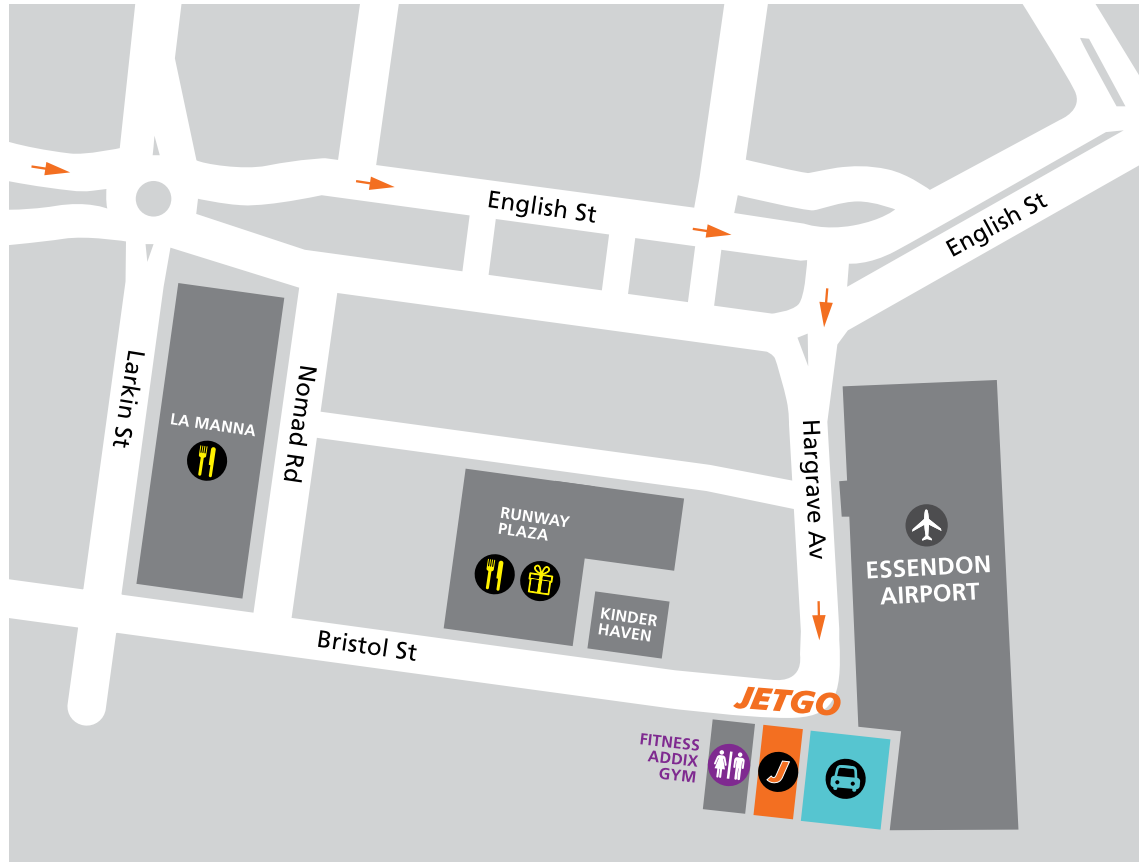 English St
English St
Larkin St
LA MANNA
Nomad Rd
Hargrave Av
RUNWAY
PLAZA
ESSENDON
AIRPORT
KINDER
HAVEN
Bristol St
JETGO
FITNESS
ADDIX
GYM
J